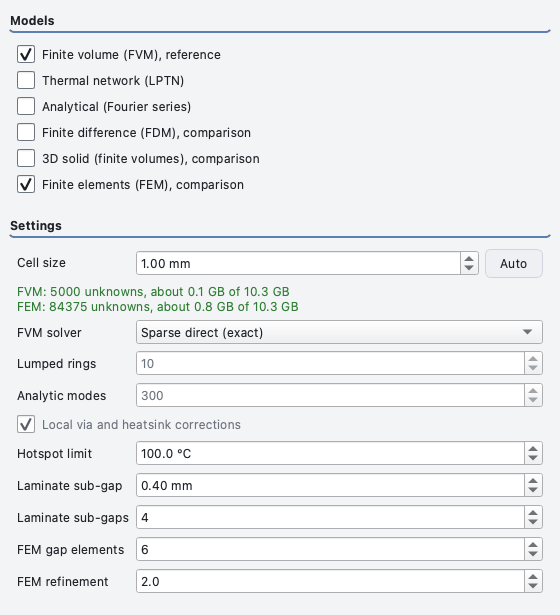 Models
Finite volume (FVM), reference
Thermal network (LPTN)
Analytical (Fourier series)
Finite difference (FDM), comparison
3D solid (finite volumes), comparison
Finite elements (FEM), comparison
Settings
Cell size 1.00 mm Auto
FVM: 5000 unknowns, about 0.1 GB of 10.3 GB
FEM: 84375 unknowns, about 0.8 GB of 10.3 GB
FVM solver Sparse direct (exact)
Lumped rings 10
Analytic modes 300
Local via and heatsink corrections
Hotspot limit 100.0 °C
Laminate sub-gap 0.40 mm
Laminate sub-gaps 4
FEM gap elements 6
FEM refinement 2.0